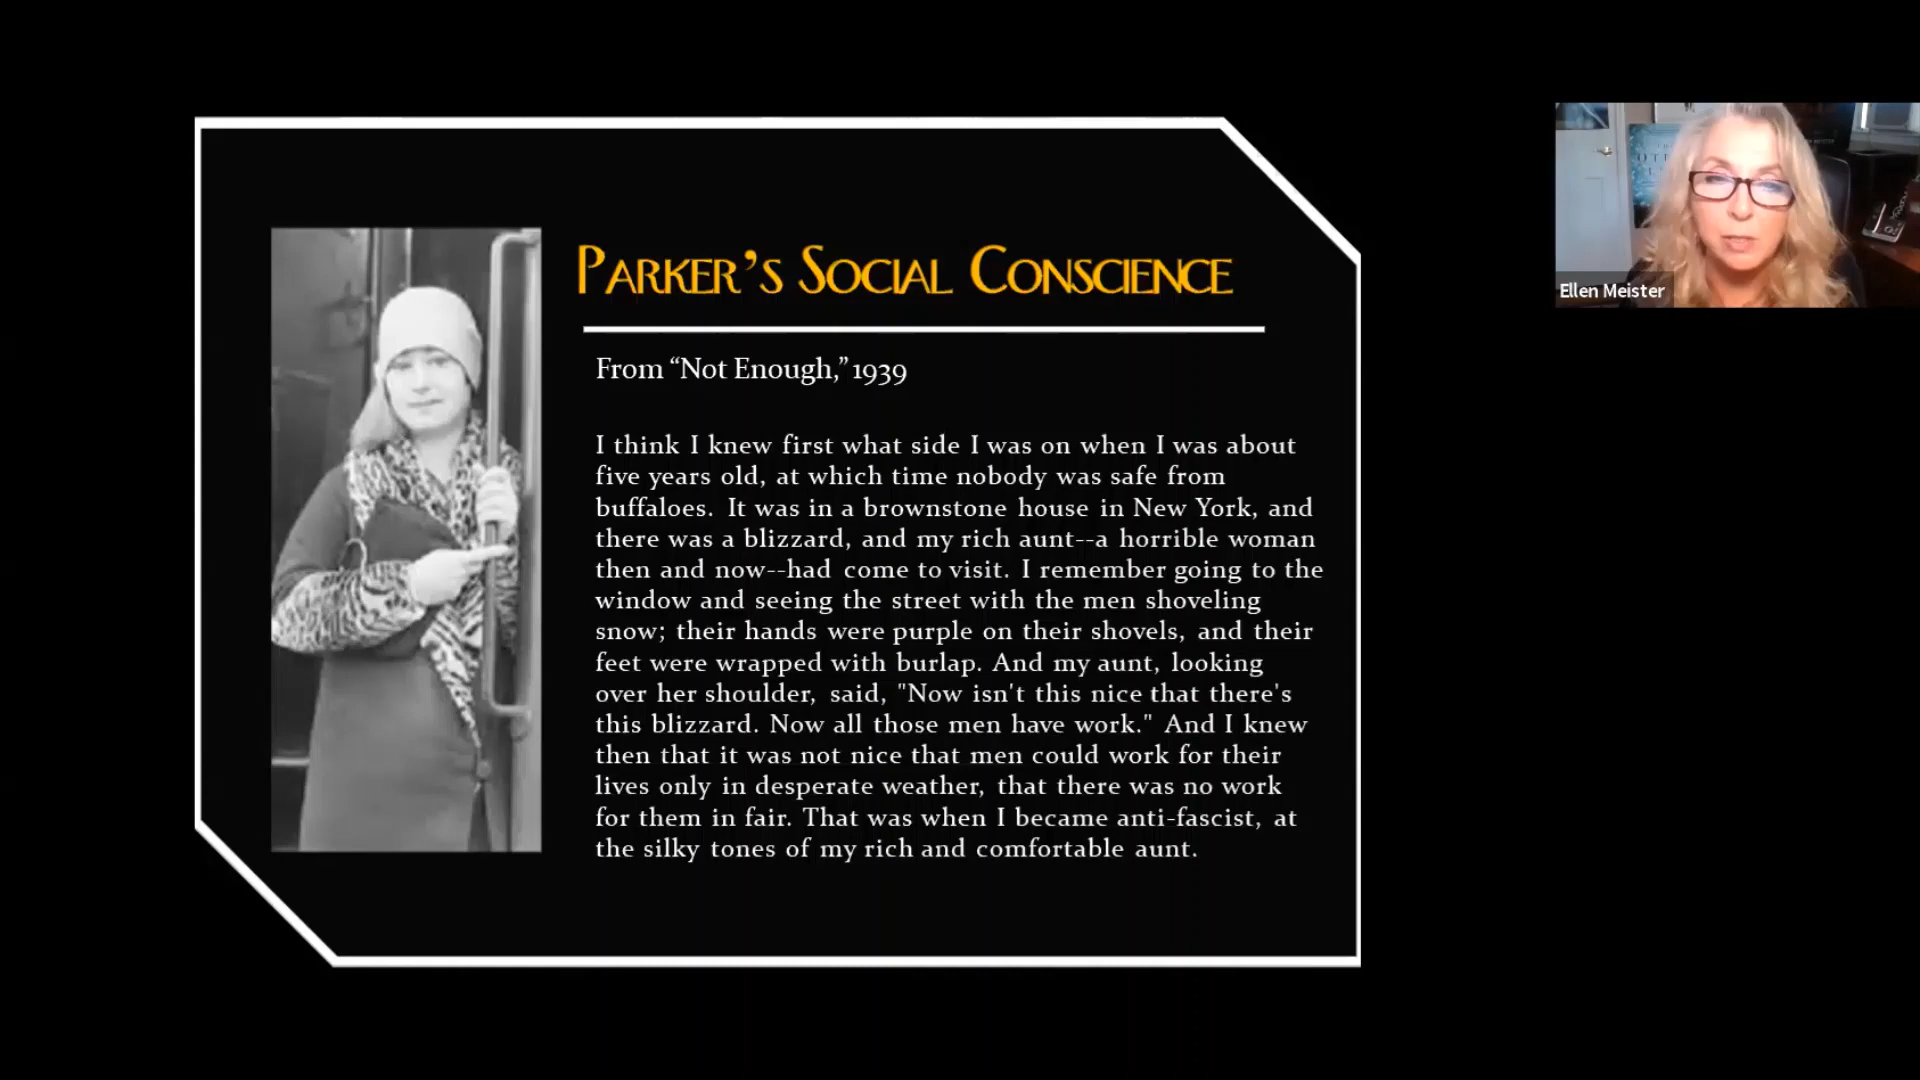 PARKER'S SOCIAL CONSCIENCE
From “Not Enough,” 1939
I think I knew first what side I was on when I was about
five years old, at which time nobody was safe from
buffaloes. It was in a brownstone house in New York, and
there was a blizzard, and my rich aunt--a horrible woman
then and now--had come to visit. I remember going to the
window and seeing the street with the men shoveling
snow; their hands were purple on their shovels, and their
feet were wrapped with burlap. And my aunt, looking
over her shoulder, said, "Now isn't this nice that there's
this blizzard. Now all those men have work." And I knew
then that it was not nice that men could work for their
lives only in desperate weather, that there was no work
for them in fair. That was when I became anti-fascist, at
the silky tones of my rich and comfortable aunt.
Ellen Meister